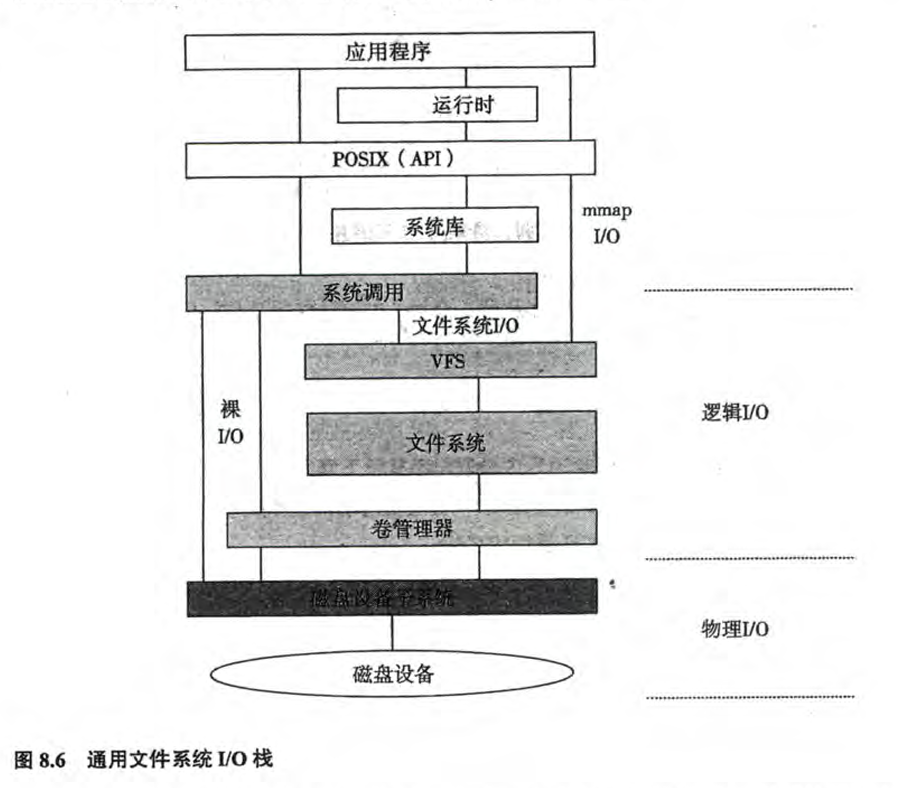 应用程序
运行时
POSIX（API）
mmap
I/O
系统库
系统调用
文件系统I/O
VFS
裸
I/O
逻辑I/O
文件系统
卷管理器
磁盘设备子系统
物理I/O
磁盘设备
图 8.6 通用文件系统 I/O 栈